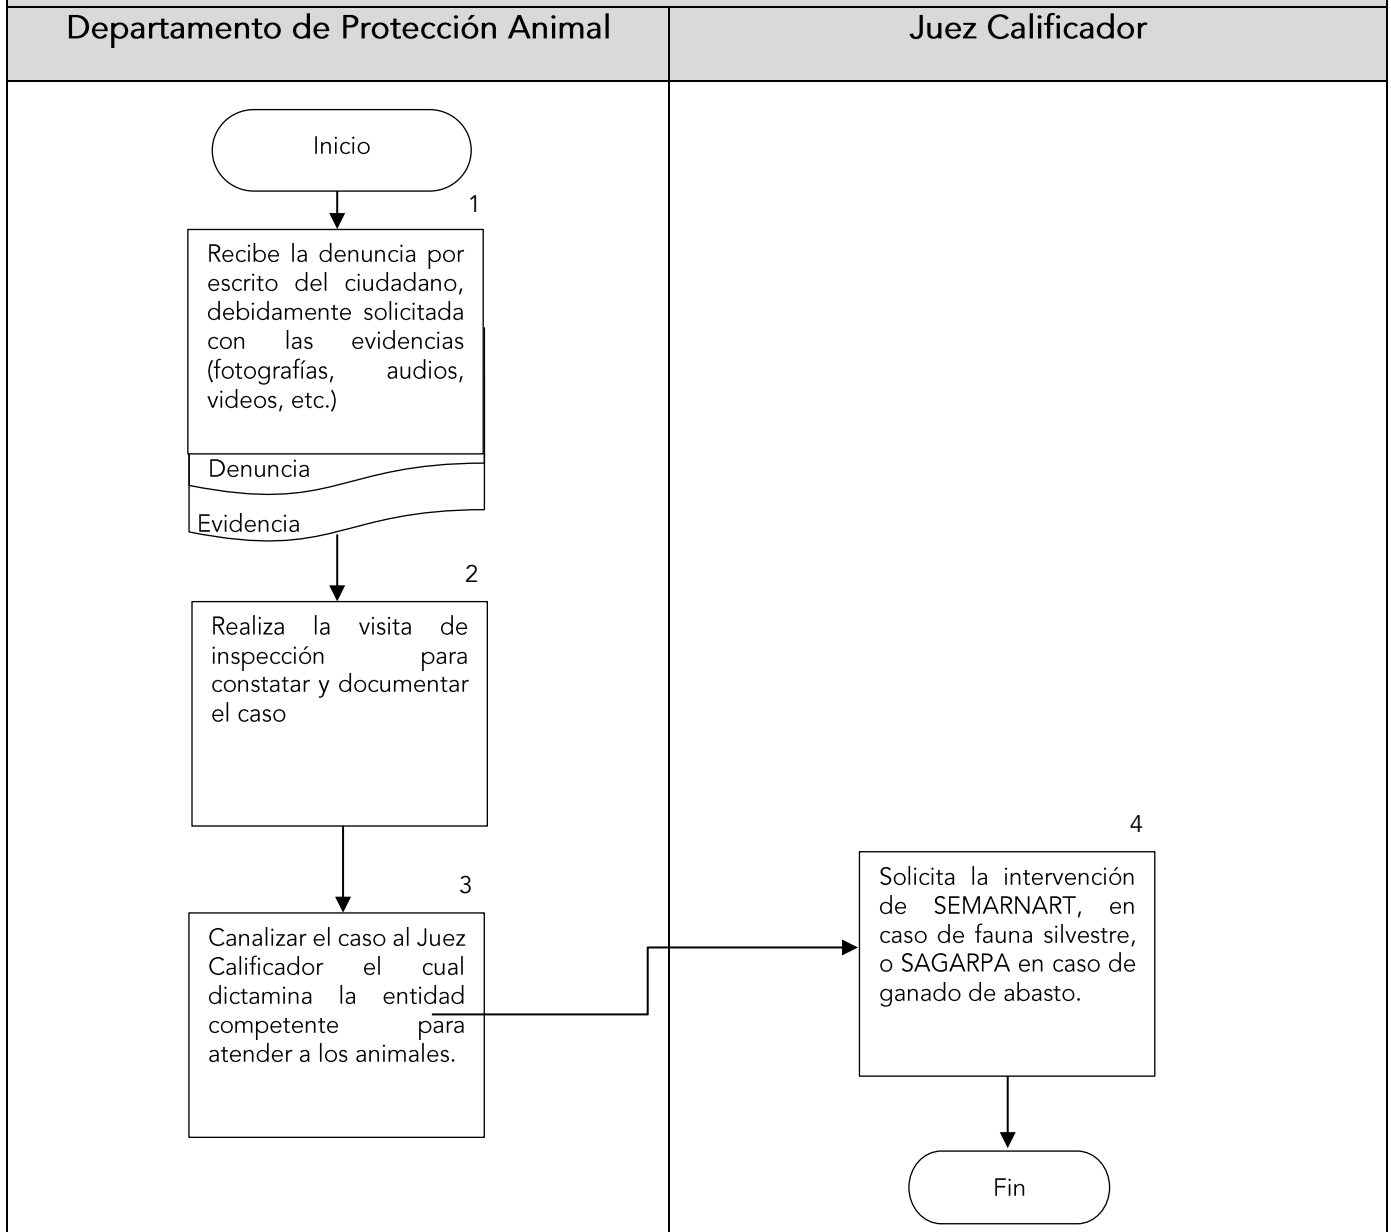 Departamento de Protección Animal
Juez Calificador
Inicio
1
Recibe la denuncia por
escrito del ciudadano,
debidamente solicitada
con las evidencias
(fotografías, audios,
videos, etc.)
Denuncia
Evidencia
2
Realiza la visita de
inspección para
constatar y documentar
el caso
3
Canalizar el caso al Juez
Calificador el cual
dictamina la entidad
competente para
atender a los animales.
4
Solicita la intervención
de SEMARNART, en
caso de fauna silvestre,
o SAGARPA en caso de
ganado de abasto.
Fin